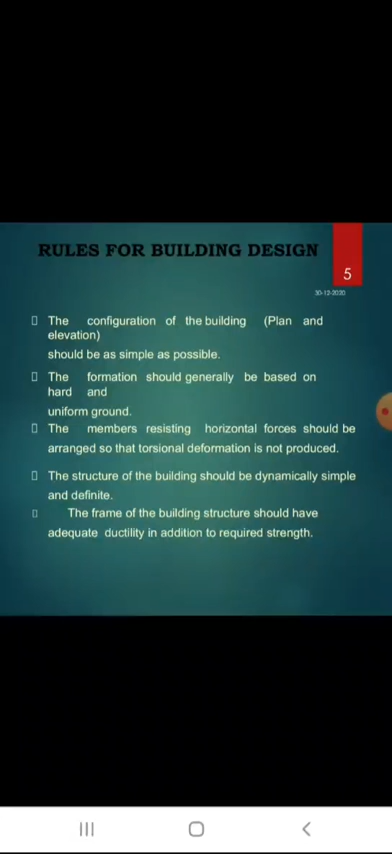 RULES FOR BUILDING DESIGN
5
30-12-2020
The configuration of the building (Plan and
elevation)
should be as simple as possible.
The formation should generally be based on
hard and
uniform ground.
The members resisting horizontal forces should be
arranged so that torsional deformation is not produced.
The structure of the building should be dynamically simple
and definite.
The frame of the building structure should have
adequate ductility in addition to required strength.